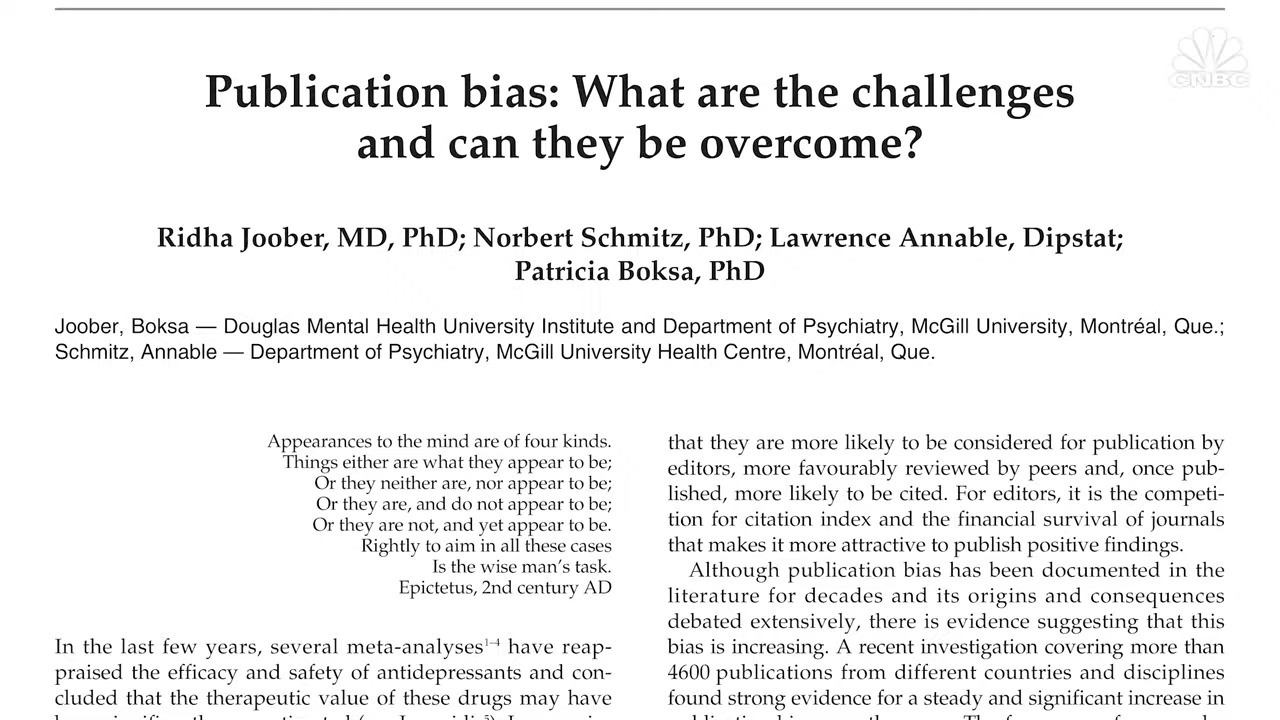 CNBC
Publication bias: What are the challenges
and can they be overcome?
Ridha Joober, MD, PhD; Norbert Schmitz, PhD; Lawrence Annable, Dipstat;
Patricia Boksa, PhD
Joober, Boksa — Douglas Mental Health University Institute and Department of Psychiatry, McGill University, Montréal, Que.;
Schmitz, Annable — Department of Psychiatry, McGill University Health Centre, Montréal, Que.
Appearances to the mind are of four kinds.
Things either are what they appear to be;
Or they neither are, nor appear to be;
Or they are, and do not appear to be;
Or they are not, and yet appear to be.
Rightly to aim in all these cases
Is the wise man's task.
Epictetus, 2nd century AD
In the last few years, several meta-analyses¹⁻⁴ have reap-
praised the efficacy and safety of antidepressants and con-
cluded that the therapeutic value of these drugs may have
that they are more likely to be considered for publication by
editors, more favourably reviewed by peers and, once pub-
lished, more likely to be cited. For editors, it is the competi-
tion for citation index and the financial survival of journals
that makes it more attractive to publish positive findings.
Although publication bias has been documented in the
literature for decades and its origins and consequences
debated extensively, there is evidence suggesting that this
bias is increasing. A recent investigation covering more than
4600 publications from different countries and disciplines
found strong evidence for a steady and significant increase in